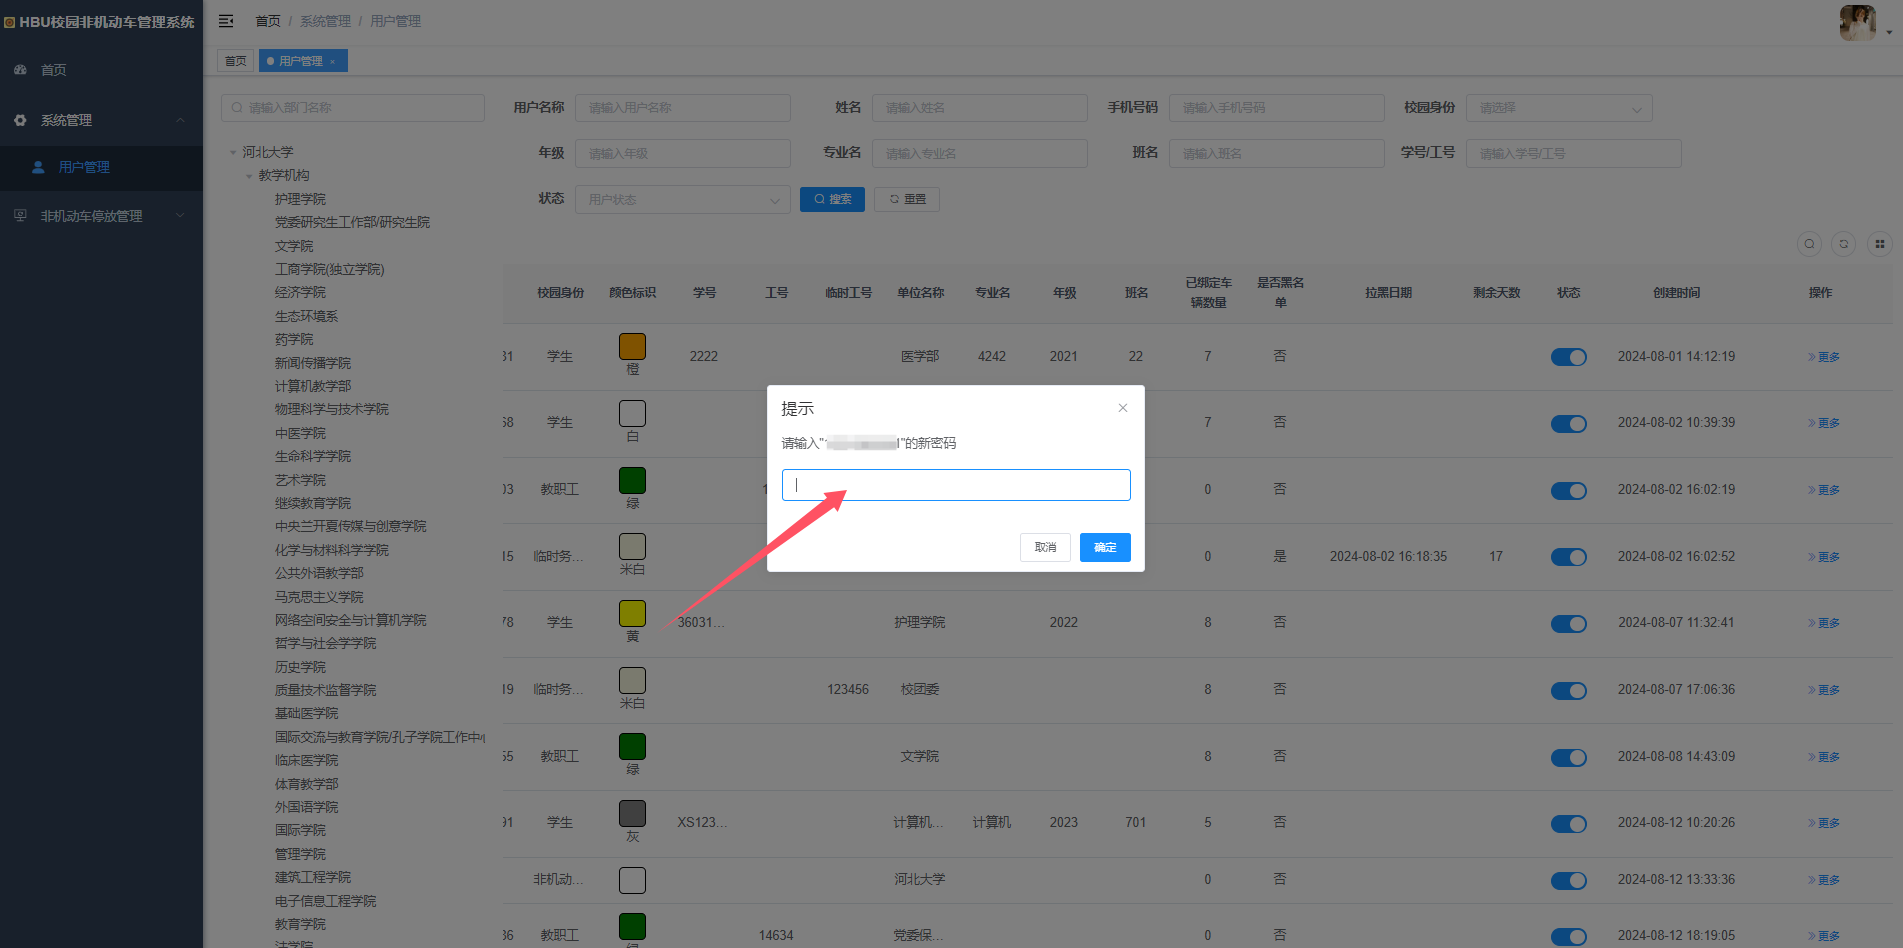 HBU校园非机动车管理系统
首页
系统管理
用户管理
非机动车停放管理
首页 / 系统管理 / 用户管理
首页
用户管理 ×
请输入部门名称
河北大学
教学机构
护理学院
党委研究生工作部/研究生院
文学院
工商学院(独立学院)
经济学院
生态环境系
药学院
新闻传播学院
计算机教学部
物理科学与技术学院
中医学院
生命科学学院
艺术学院
继续教育学院
中央兰开夏传媒与创意学院
化学与材料科学学院
公共外语教学部
马克思主义学院
网络空间安全与计算机学院
哲学与社会学学院
历史学院
质量技术监督学院
基础医学院
国际交流与教育学院/孔子学院工作中心
临床医学院
体育教学部
外国语学院
国际学院
管理学院
建筑工程学院
电子信息工程学院
教育学院
法学院
用户名称 请输入用户名称 姓名 请输入姓名 手机号码 请输入手机号码 校园身份 请选择
年级 请输入年级 专业名 请输入专业名 班名 请输入班名 学号/工号 请输入学号/工号
状态 用户状态 搜索 重置
校园身份 颜色标识 学号 工号 临时工号 单位名称 专业名 年级 班名 已绑定车辆数量 是否黑名单 拉黑日期 剩余天数 状态 创建时间 操作
31 学生 橙 2222 医学部 4242 2021 22 7 否 2024-08-01 14:12:19 更多
68 学生 白 7 否 2024-08-02 10:39:39 更多
03 教职工 绿 1 0 否 2024-08-02 16:02:19 更多
15 临时务... 米白 0 是 2024-08-02 16:18:35 17 2024-08-02 16:02:52 更多
78 学生 黄 36031... 护理学院 2022 8 否 2024-08-07 11:32:41 更多
19 临时务... 米白 123456 校团委 8 否 2024-08-07 17:06:36 更多
55 教职工 绿 文学院 8 否 2024-08-08 14:43:09 更多
91 学生 灰 XS123... 计算机... 计算机 2023 701 5 否 2024-08-12 10:20:26 更多
非机动... 河北大学 0 否 2024-08-12 13:33:36 更多
36 教职工 绿 14634 党委保... 0 否 2024-08-12 18:19:05 更多
提示
请输入"
"的新密码
取消 确定